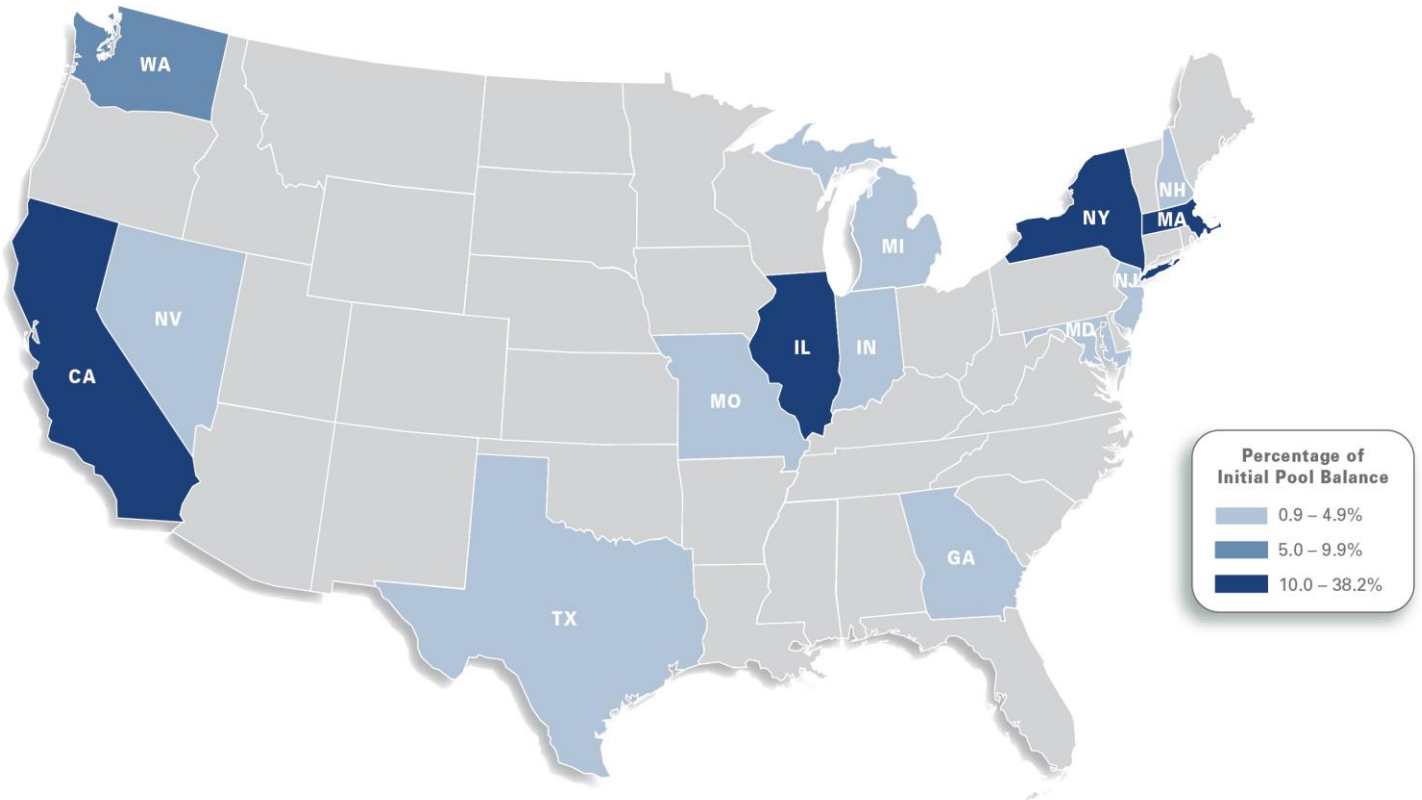 WA
NH
NY
MA
MI
NJ
NV
MD
IL
IN
CA
MO
GA
TX
Percentage of
Initial Pool Balance
0.9 – 4.9%
5.0 – 9.9%
10.0 – 38.2%